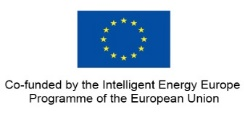 Co-funded by the Intelligent Energy Europe
Programme of the European Union